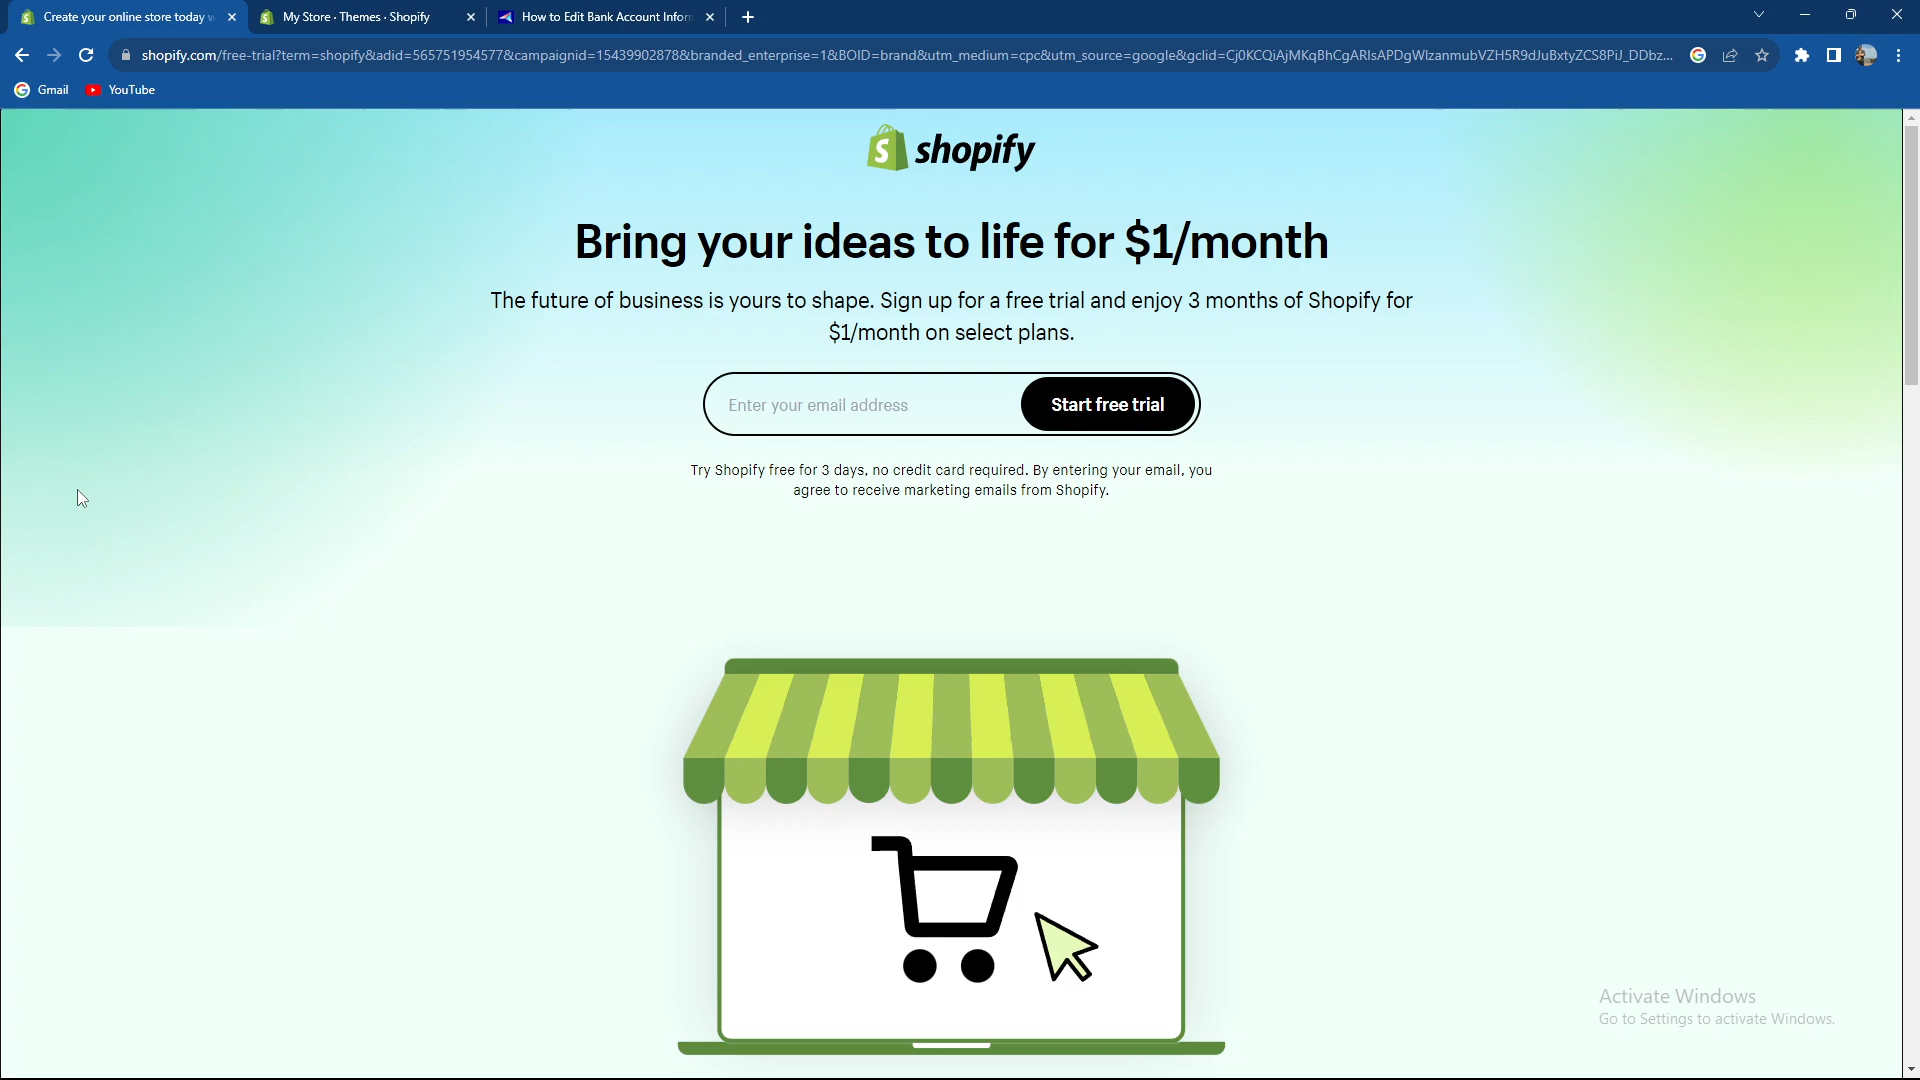 Create your online store today
My Store · Themes · Shopify
How to Edit Bank Account Infor
shopify.com/free-trial?term=shopify&adid=565751954577&campaignid=15439902878&branded_enterprise=1&BOID=brand&utm_medium=cpc&utm_source=google&gclid=Cj0KCQiAjMKqBhCgARIsAPDgWlzanmubVZH5R9dJuBxtyZCS8PiJ_DDbz...
Gmail
YouTube
shopify
Bring your ideas to life for $1/month
The future of business is yours to shape. Sign up for a free trial and enjoy 3 months of Shopify for
$1/month on select plans.
Enter your email address
Start free trial
Try Shopify free for 3 days, no credit card required. By entering your email, you
agree to receive marketing emails from Shopify.
Activate Windows
Go to Settings to activate Windows.